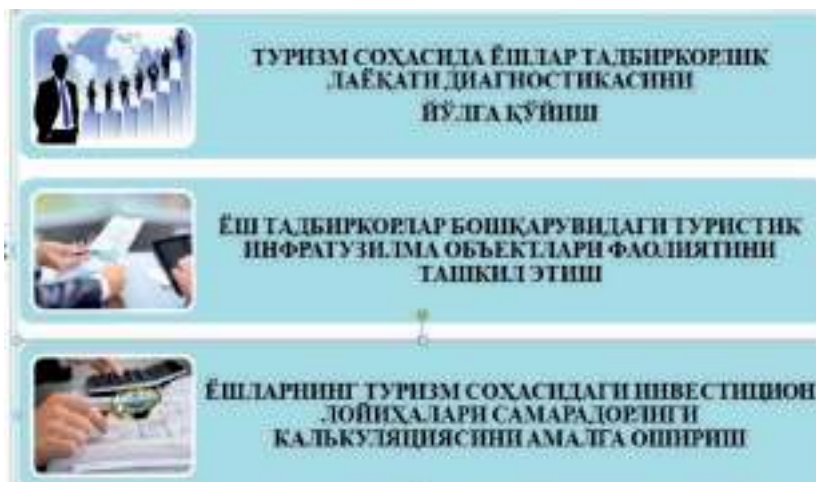 ТУРИЗМ СОҲАСИДА ЁШЛАР ТАДБИРКОРЛИК
ЛАЁҚАТИ ДИАГНОСТИКАСИНИ
ЙЎЛГА ҚЎЙИШ
ЁШ ТАДБИРКОРЛАР БОШҚАРУВИДАГИ ТУРИСТИК
ИНФРАТУЗИЛМА ОБЪЕКТЛАРИ ФАОЛИЯТИНИ
ТАШКИЛ ЭТИШ
ЁШЛАРНИНГ ТУРИЗМ СОҲАСИДАГИ ИНВЕСТИЦИОН
ЛОЙИҲАЛАРИ САМАРАДОРЛИГИ
КАЛЬКУЛЯЦИЯСИНИ АМАЛГА ОШИРИШ